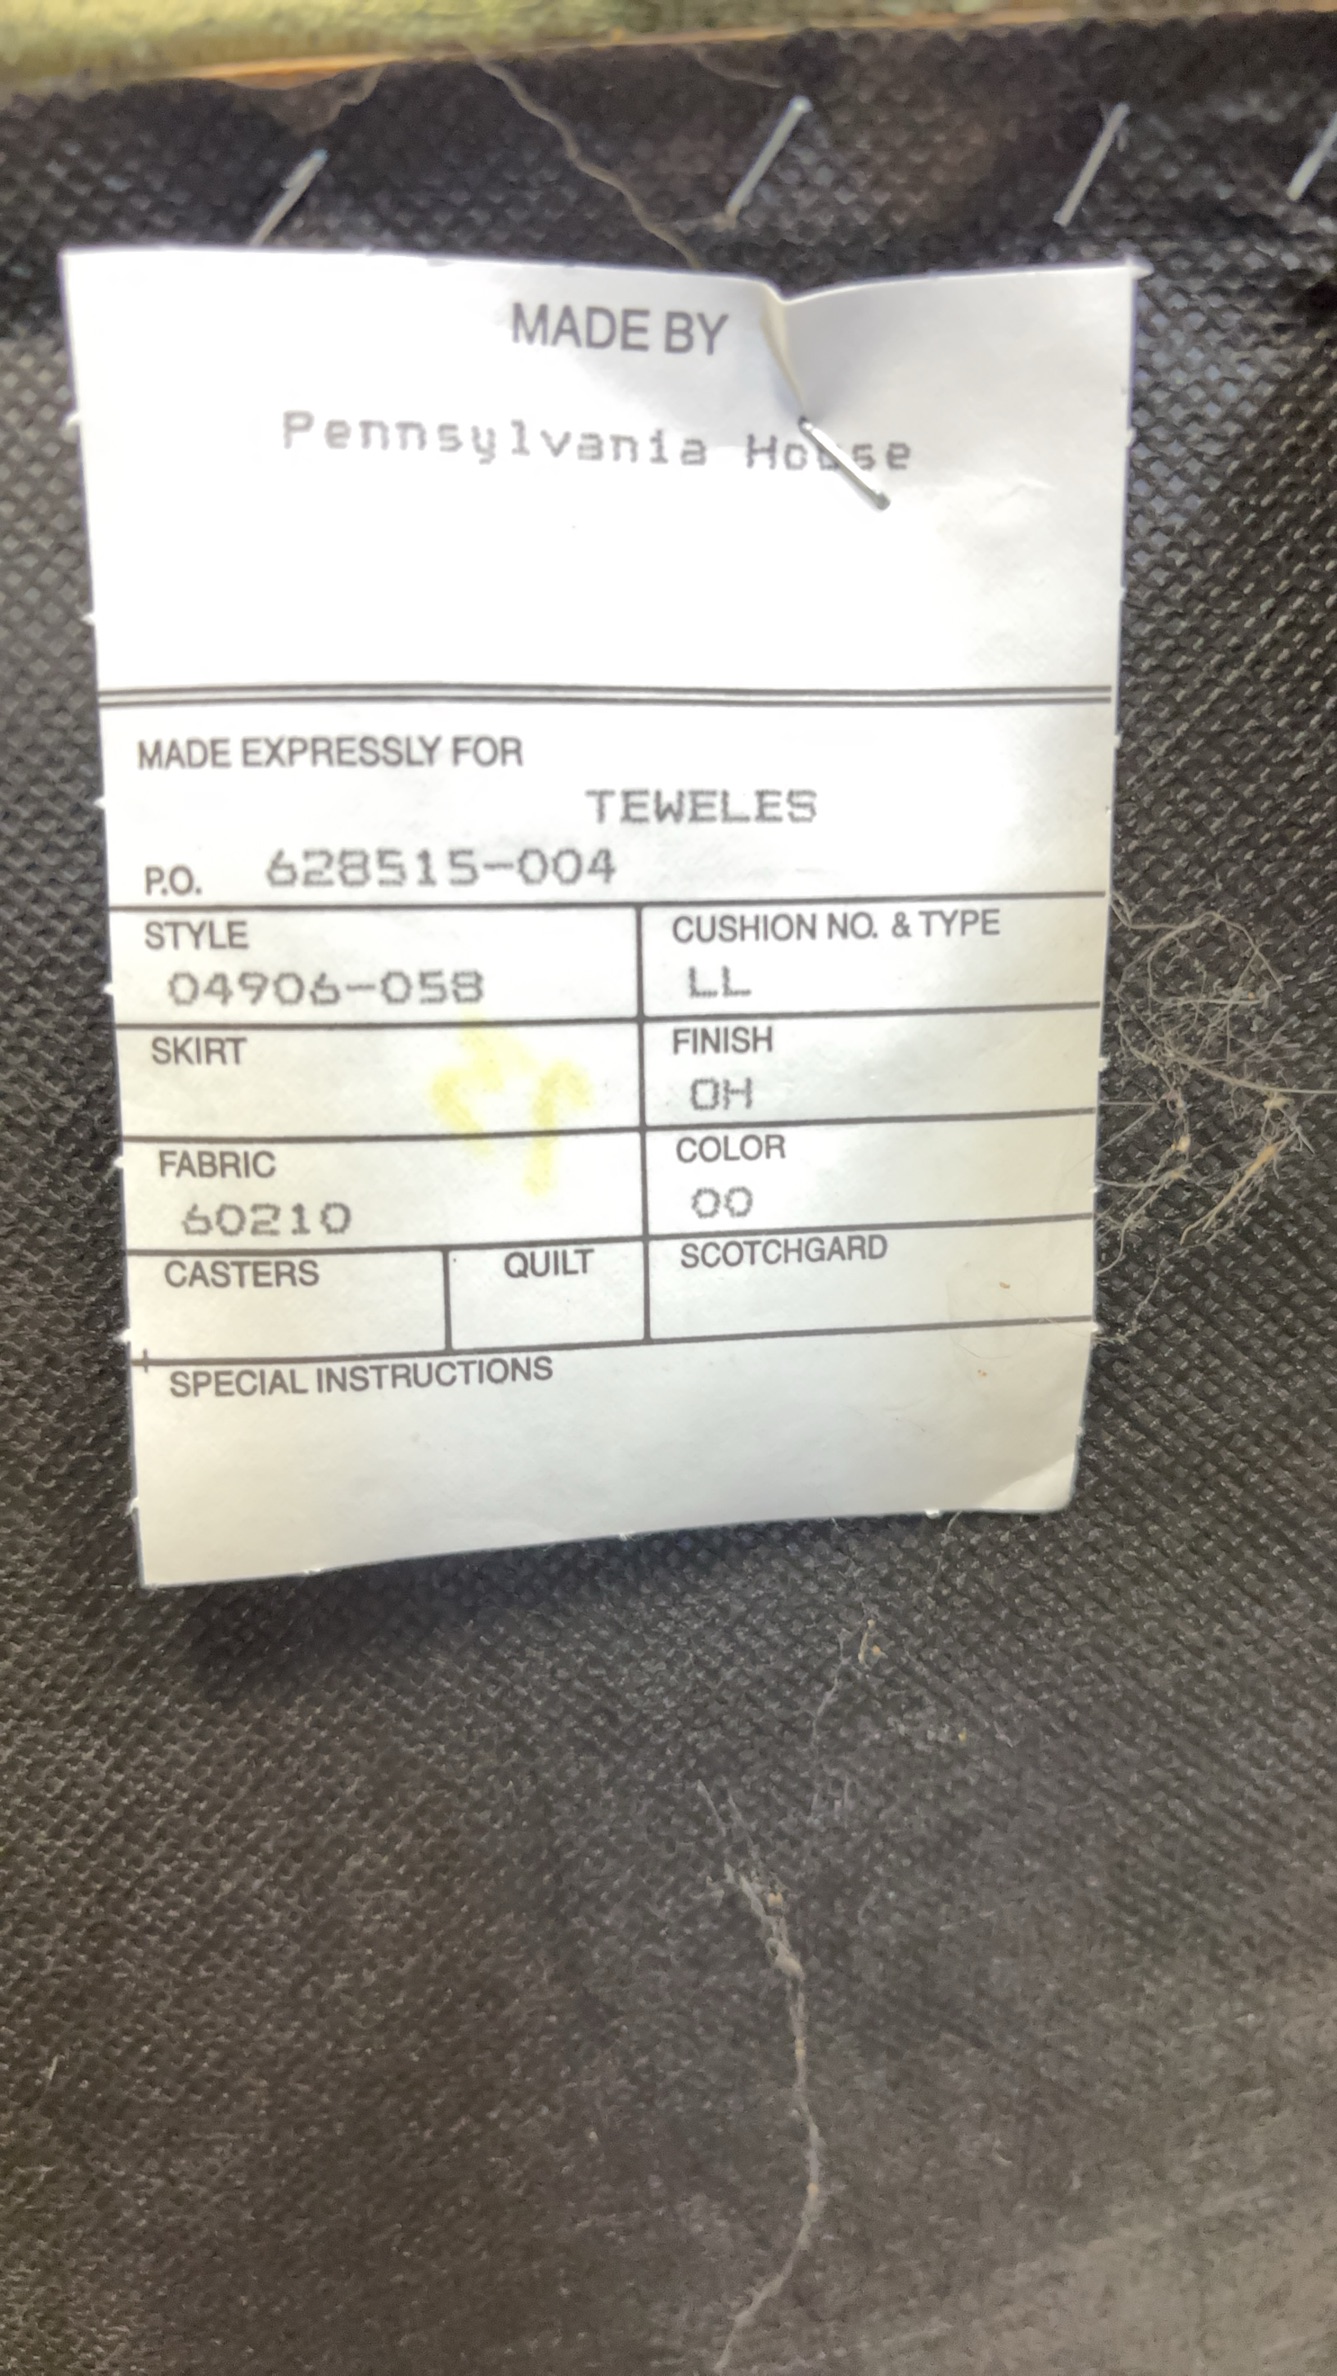 MADE BY
Pennsylvania House
MADE EXPRESSLY FOR
TEWELES
P.O. 628515-004
STYLE
04906-058
CUSHION NO. & TYPE
LL
SKIRT
FINISH
OH
FABRIC
60210
COLOR
00
CASTERS
QUILT
SCOTCHGARD
SPECIAL INSTRUCTIONS